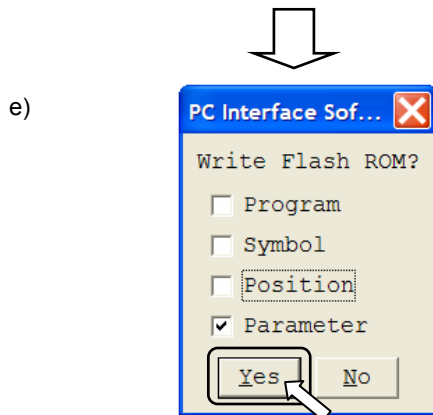 e)
PC Interface Sof...
Write Flash ROM?
Program
Symbol
Position
Parameter
Yes No